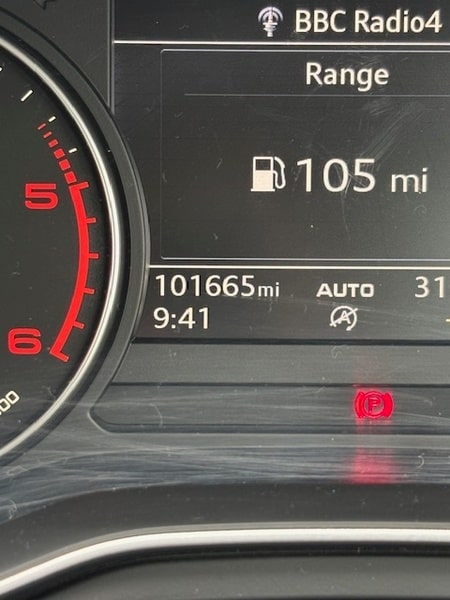 BBC Radio4
Range
105 mi
5
101665mi AUTO 31
9:41 A
6
P